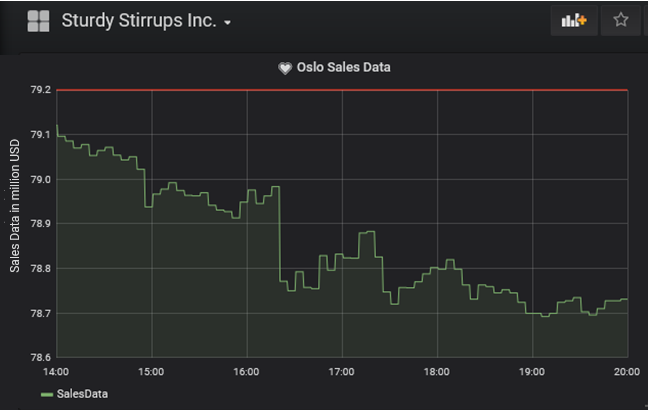 Sturdy Stirrups Inc.
Oslo Sales Data
Sales Data in million USD
79.2
79.1
79.0
78.9
78.8
78.7
78.6
14:00 15:00 16:00 17:00 18:00 19:00 20:00
SalesData